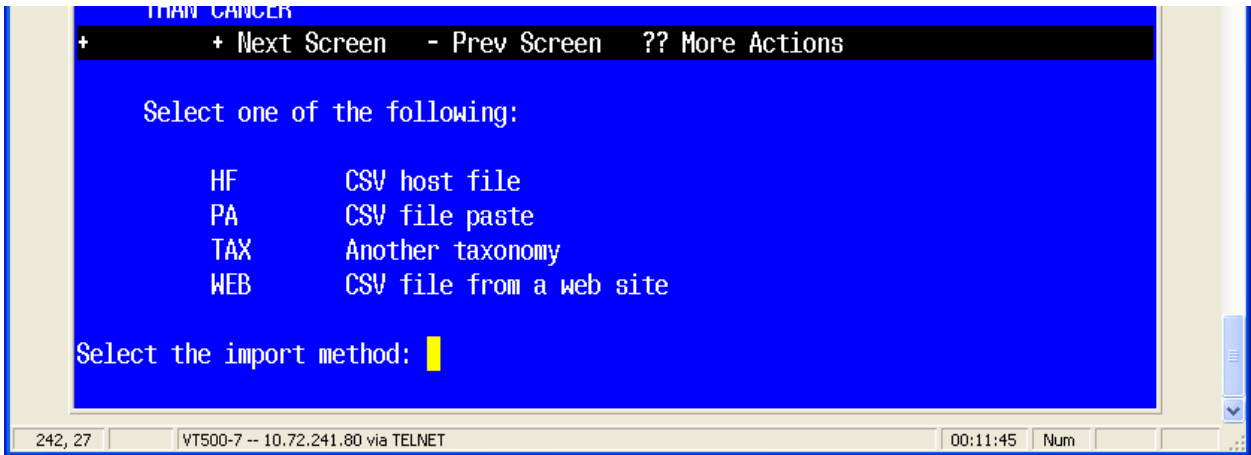 THAN CANCER
+ + Next Screen - Prev Screen ?? More Actions
Select one of the following:
HF CSV host file
PA CSV file paste
TAX Another taxonomy
WEB CSV file from a web site
Select the import method:
242, 27 VT500-7 -- 10.72.241.80 via TELNET 00:11:45 Num